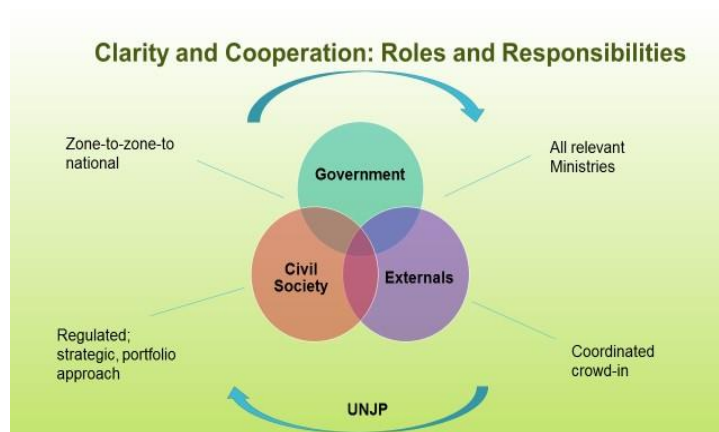 Clarity and Cooperation: Roles and Responsibilities
Zone-to-zone-to
national
All relevant
Ministries
Government
Civil
Society
Externals
Regulated;
strategic, portfolio
approach
Coordinated
crowd-in
UNJP